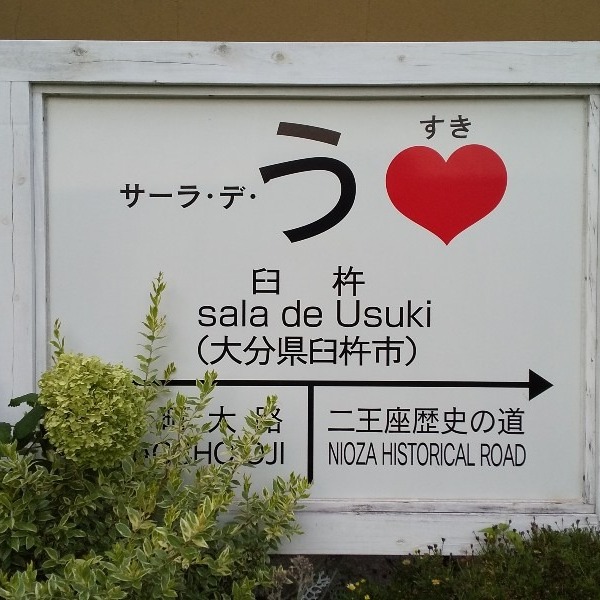 すき
サーラ・デ・う
臼杵
sala de Usuki
（大分県臼杵市）
大路 二王座歴史の道
NIOZA HISTORICAL ROAD